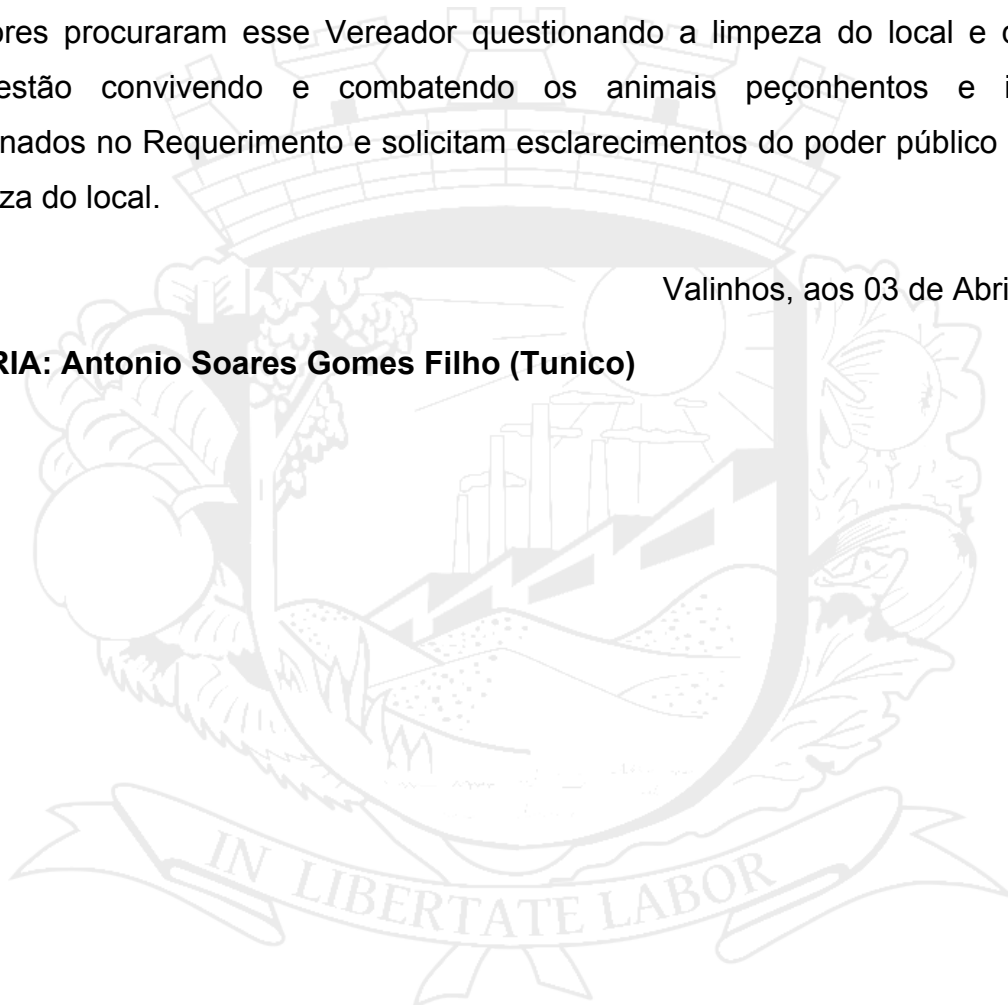 ores procuraram esse Vereador questionando a limpeza do local e
estão convivendo e combatendo os animais peçonhentos e i
nados no Requerimento e solicitam esclarecimentos do poder público
za do local.
Valinhos, aos 03 de Abri
RIA: Antonio Soares Gomes Filho (Tunico)
IN LIBERTATE LABOR